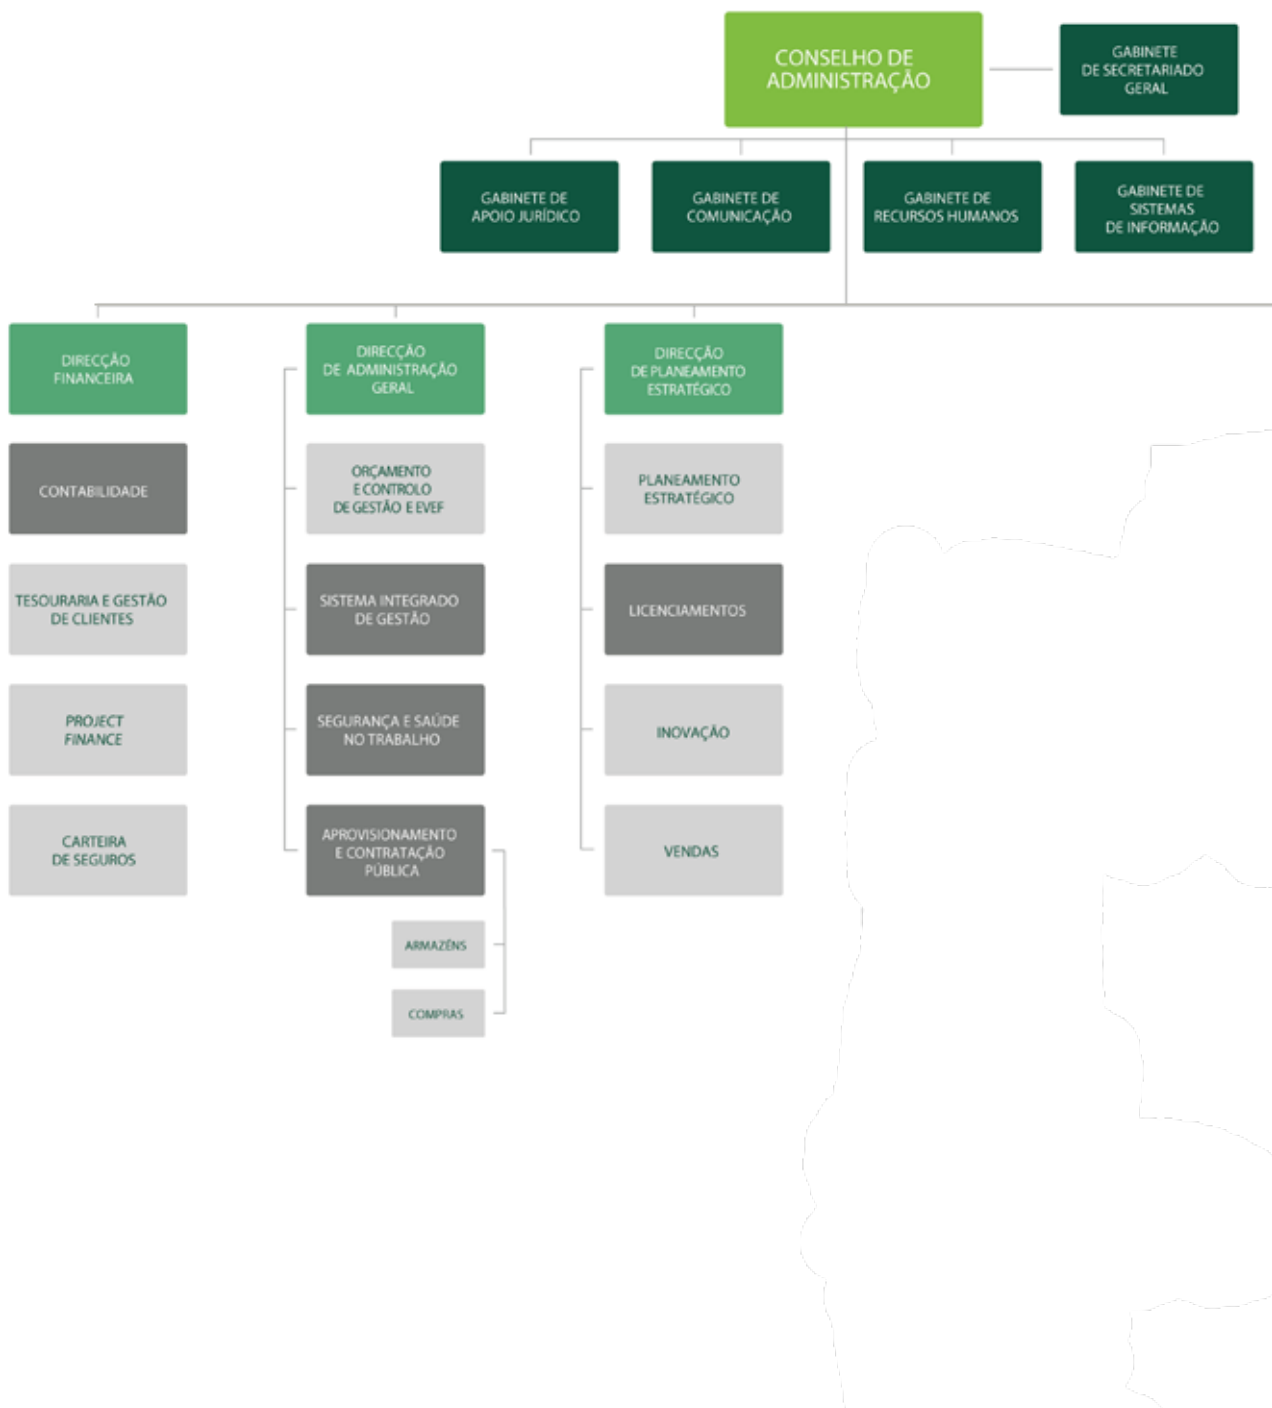 CONSELHO DE
ADMINISTRAÇÃO
GABINETE
DE SECRETARIADO
GERAL
GABINETE DE
APOIO JURÍDICO
GABINETE DE
COMUNICAÇÃO
GABINETE DE
RECURSOS HUMANOS
GABINETE DE
SISTEMAS
DE INFORMAÇÃO
DIRECÇÃO
FINANCEIRA
CONTABILIDADE
TESOURARIA E GESTÃO
DE CLIENTES
PROJECT
FINANCE
CARTEIRA
DE SEGUROS
DIRECÇÃO
DE ADMINISTRAÇÃO
GERAL
ORÇAMENTO
E CONTROLO
DE GESTÃO E EVEF
SISTEMA INTEGRADO
DE GESTÃO
SEGURANÇA E SAÚDE
NO TRABALHO
APROVISIONAMENTO
E CONTRATAÇÃO
PÚBLICA
ARMAZÉNS
COMPRAS
DIRECÇÃO
DE PLANEAMENTO
ESTRATÉGICO
PLANEAMENTO
ESTRATÉGICO
LICENCIAMENTOS
INOVAÇÃO
VENDAS